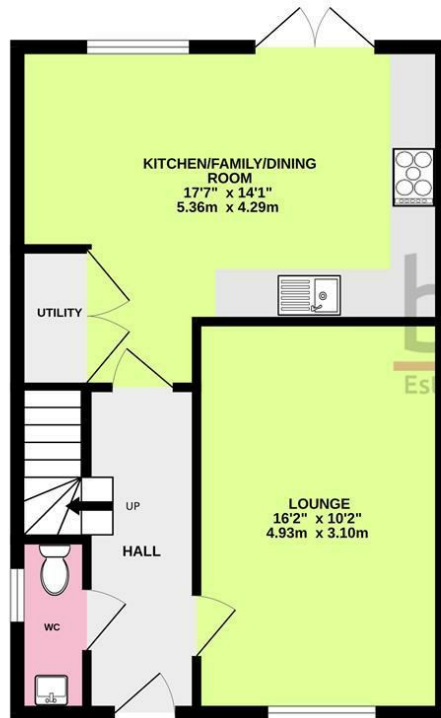 KITCHEN/FAMILY/DINING
ROOM
17'7" x 14'1"
5.36m x 4.29m
UTILITY
UP
HALL
LOUNGE
16'2" x 10'2"
4.93m x 3.10m
WC